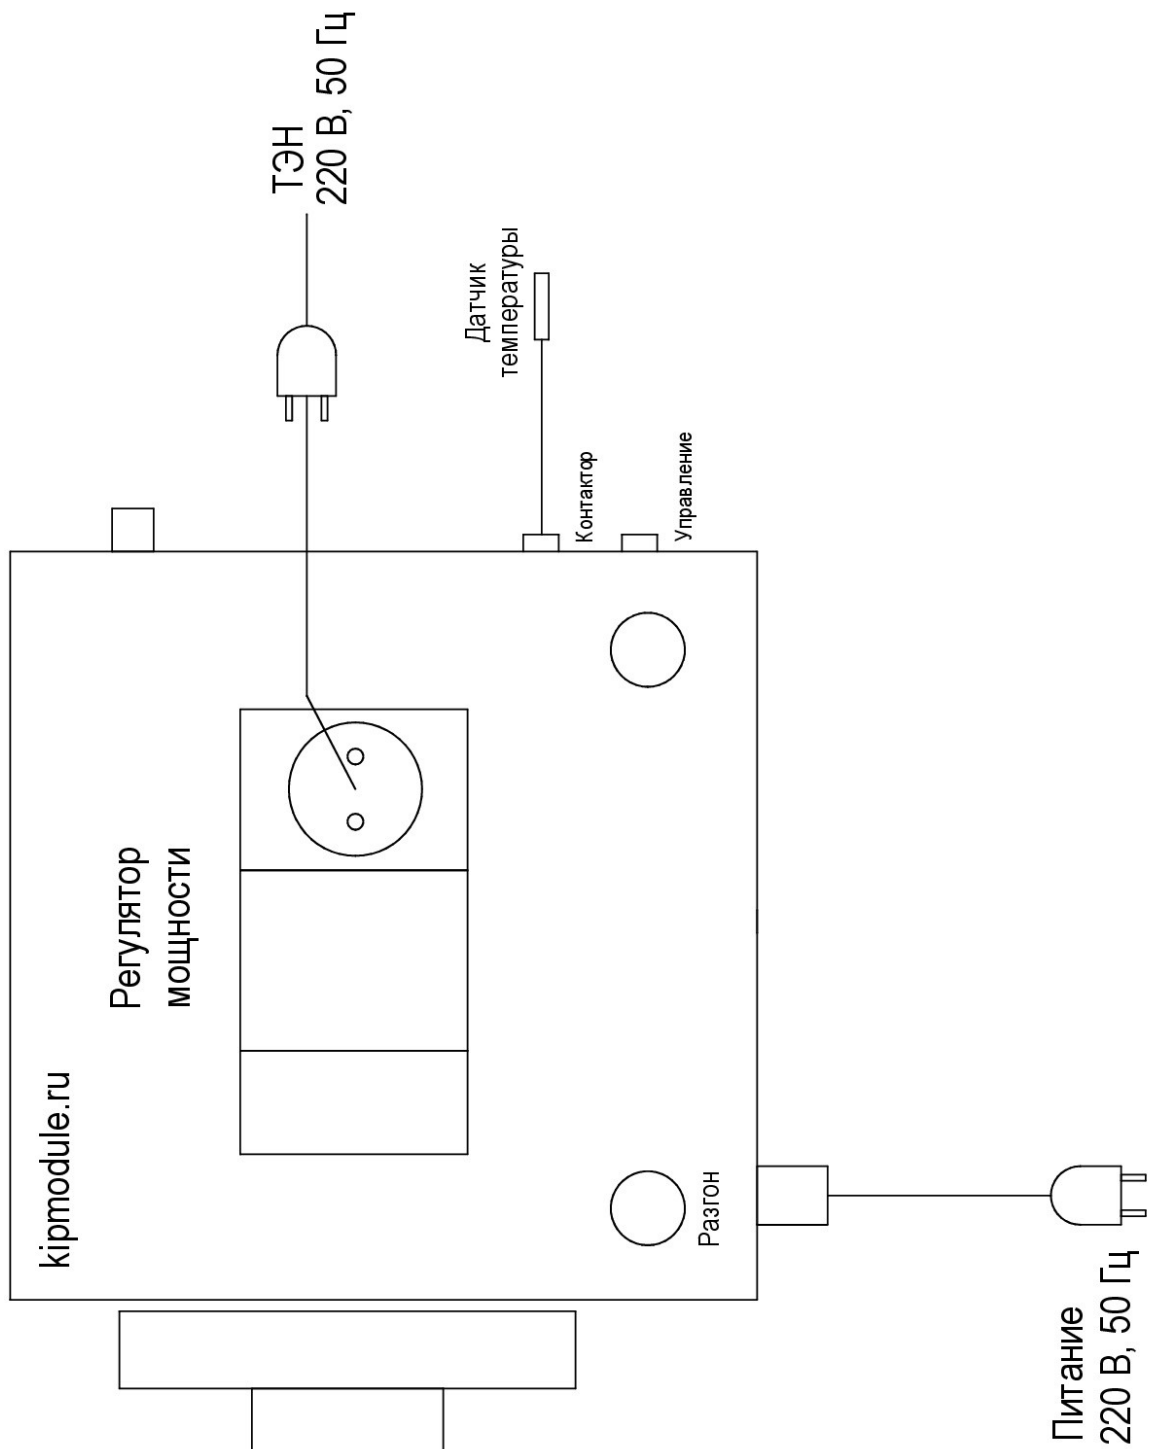 kipmodule.ru
Регулятор
мощности
ТЭН
220 В, 50 Гц
Датчик
температуры
Контактор
Управление
Разгон
Питание
220 В, 50 Гц